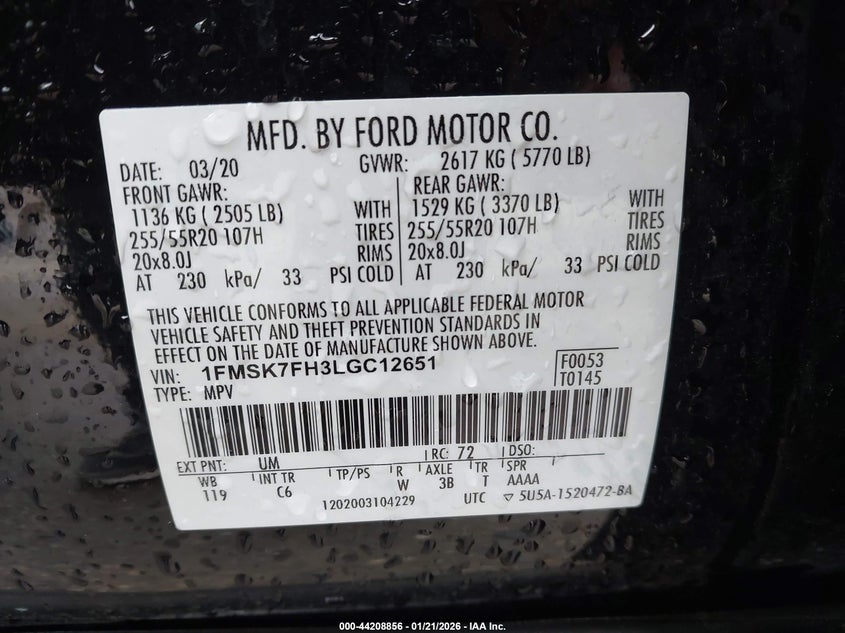 MFD. BY FORD MOTOR CO.
DATE: 03/20 GVWR: 2617 KG ( 5770 LB)
FRONT GAWR: REAR GAWR:
1136 KG ( 2505 LB) WITH 1529 KG ( 3370 LB) WITH
255/55R20 107H TIRES 255/55R20 107H TIRES
20x8.0J RIMS 20x8.0J RIMS
AT 230 kPa/ 33 PSI COLD AT 230 kPa/ 33 PSI COLD
THIS VEHICLE CONFORMS TO ALL APPLICABLE FEDERAL MOTOR
VEHICLE SAFETY AND THEFT PREVENTION STANDARDS IN
EFFECT ON THE DATE OF MANUFACTURE SHOWN ABOVE.
VIN: 1FMSK7FH3LGC12651 F0053
TYPE: MPV T0145
EXT PNT: UM RC: 72 DSO:
WB INT TR TP/PS R AXLE TR SPR
119 C6 W 3B T AAAA
1202003104229 UTC ▽ 5U5A-1520472-BA
000-44208856 - 01/21/2026 - IAA Inc.